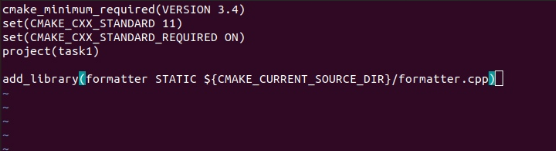 cmake_minimum_required(VERSION 3.4)
set(CMAKE_CXX_STANDARD 11)
set(CMAKE_CXX_STANDARD_REQUIRED ON)
project(task1)

add_library(formatter STATIC ${CMAKE_CURRENT_SOURCE_DIR}/formatter.cpp)
~
~
~
~
~